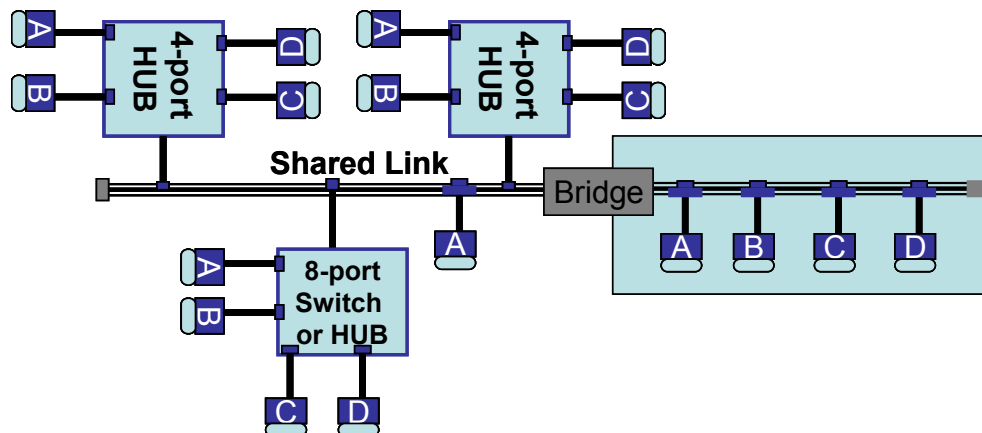 A
B
4-port
HUB
D
C
A
B
4-port
HUB
D
C
Shared Link
Bridge
A
A
B
C
D
A
B
8-port
Switch
or HUB
C
D